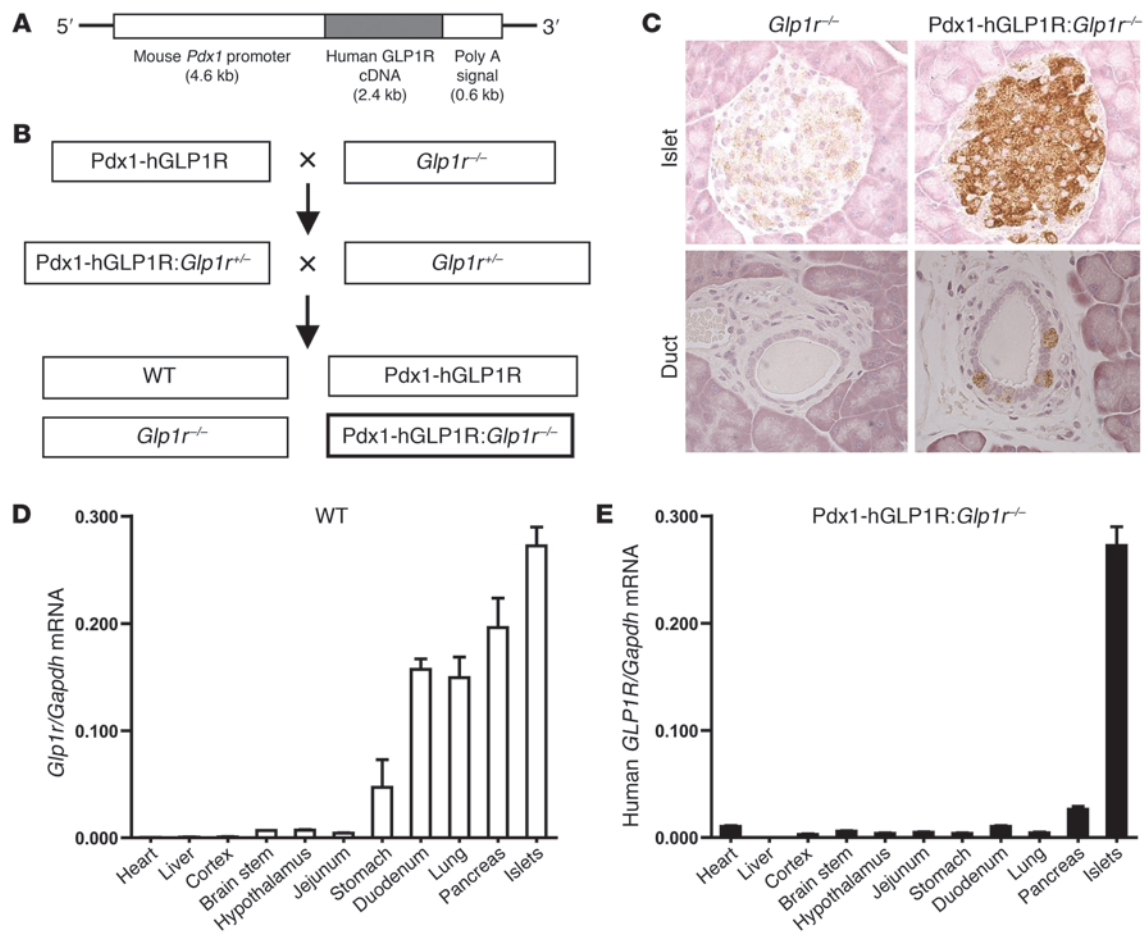 A
5′
3′
Mouse Pdx1 promoter
(4.6 kb)
Human GLP1R
cDNA
(2.4 kb)
Poly A
signal
(0.6 kb)
B
Pdx1-hGLP1R
×
Glp1r–/–
Pdx1-hGLP1R:Glp1r+/–
×
Glp1r+/–
WT
Pdx1-hGLP1R
Glp1r–/–
Pdx1-hGLP1R:Glp1r–/–
C
Glp1r–/–
Pdx1-hGLP1R:Glp1r–/–
Islet
Duct
D
WT
Glp1r/Gapdh mRNA
0.300
0.200
0.100
0.000
Heart
Liver
Cortex
Brain stem
Hypothalamus
Jejunum
Stomach
Duodenum
Lung
Pancreas
Islets
E
Pdx1-hGLP1R:Glp1r–/–
Human GLP1R/Gapdh mRNA
0.300
0.200
0.100
0.000
Heart
Liver
Cortex
Brain stem
Hypothalamus
Jejunum
Stomach
Duodenum
Lung
Pancreas
Islets